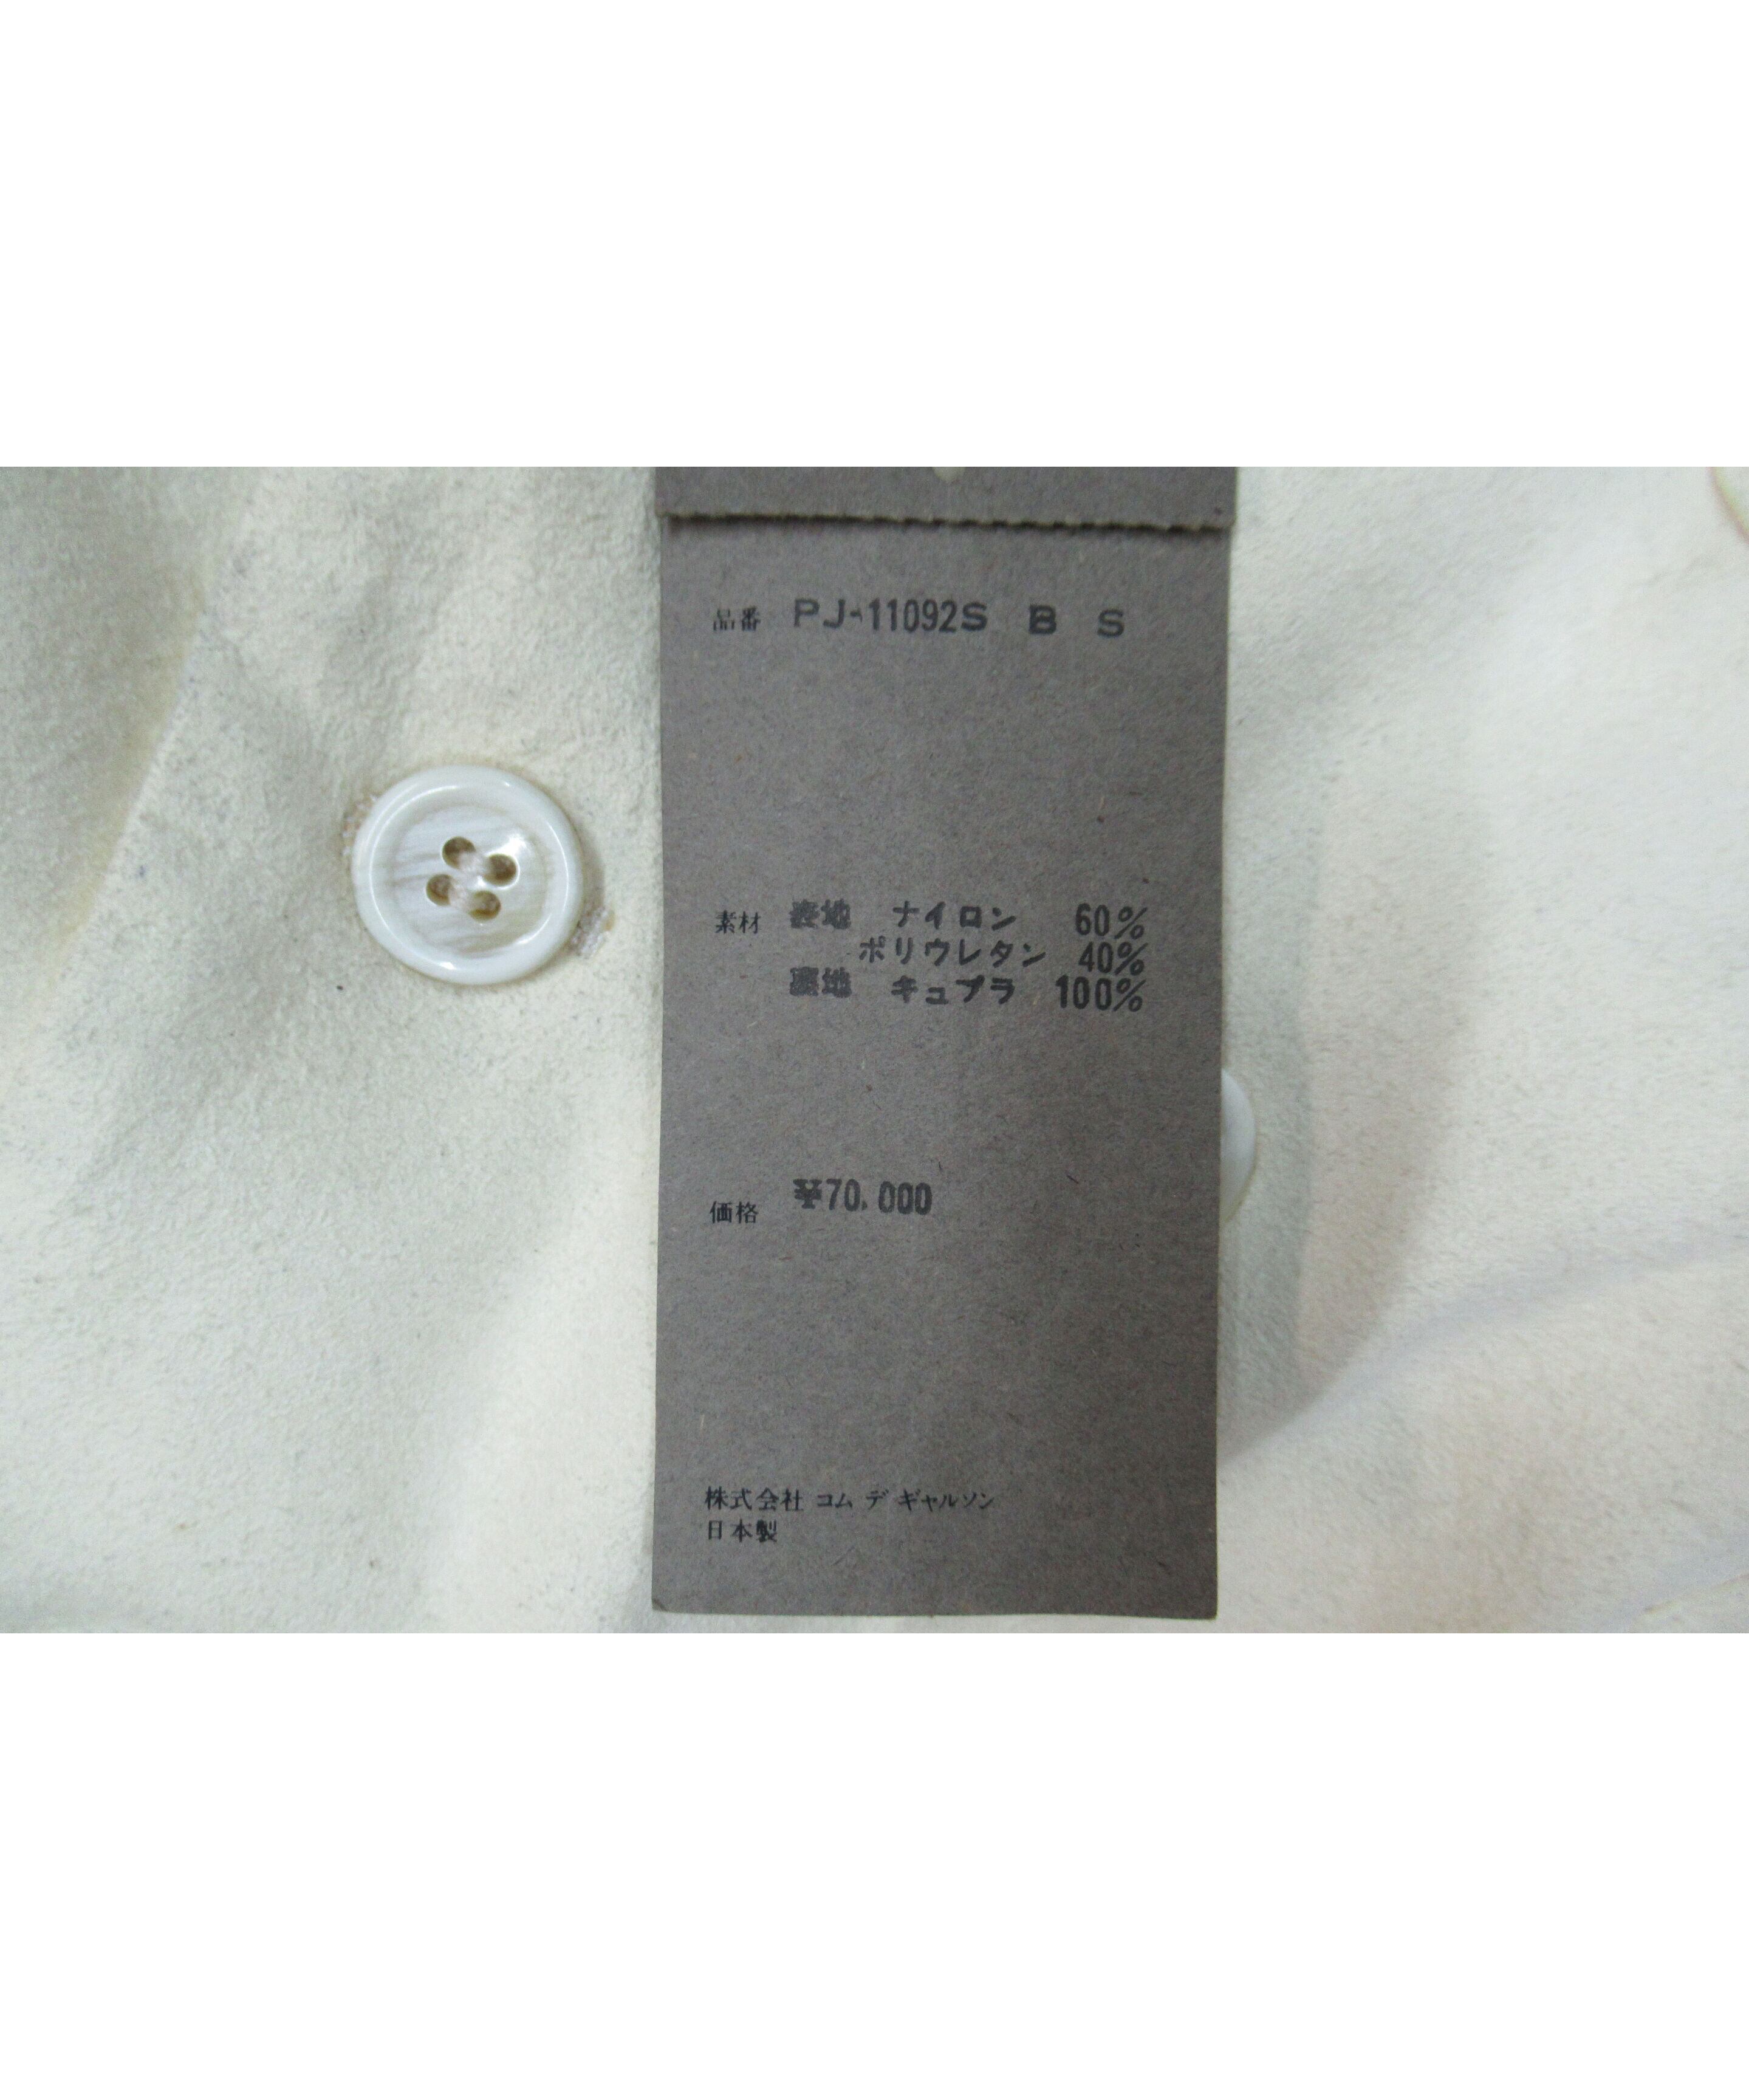 品番 PJ-11092S B S
素材 表地 ナイロン 60%
ポリウレタン 40%
裏地 キュプラ 100%
価格 ¥70,000
株式会社 コム デ ギャルソン
日本製